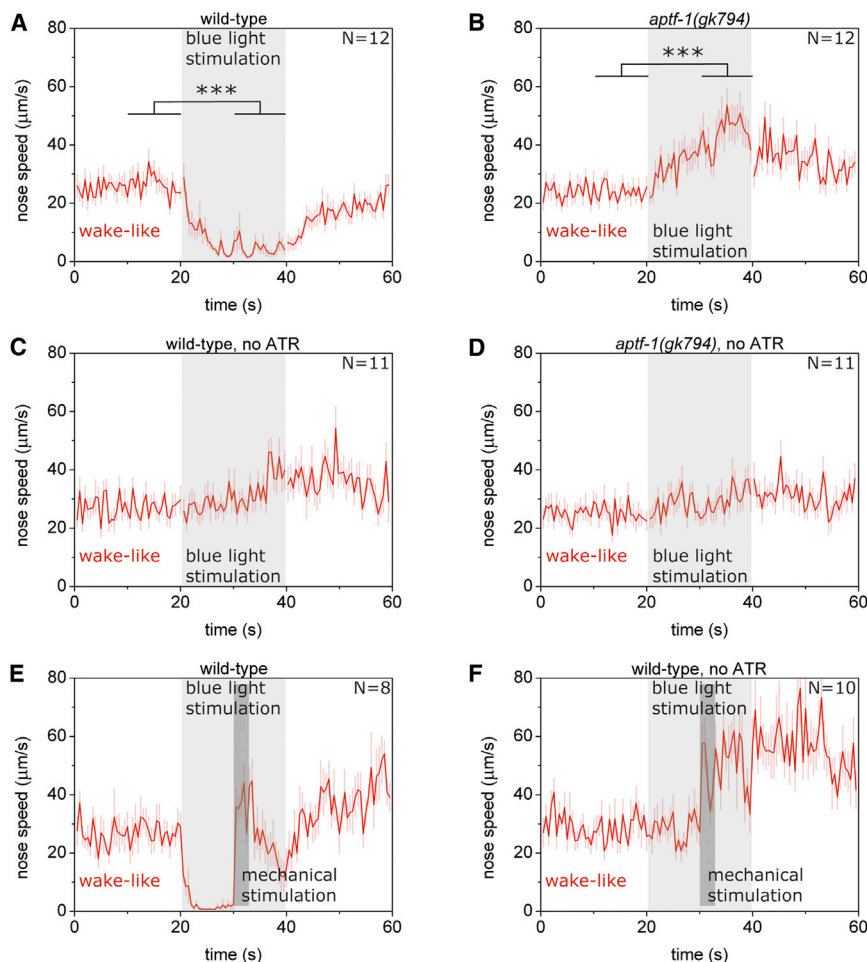 A
wild-type
blue light
stimulation
N=12
***
wake-like
nose speed (µm/s)
0
20
40
60
80
0
20
40
60
time (s)
B
aptf-1(gk794)
N=12
***
wake-like
blue light
stimulation
nose speed (µm/s)
0
20
40
60
80
0
20
40
60
time (s)
C
wild-type, no ATR
N=11
wake-like
blue light
stimulation
nose speed (µm/s)
0
20
40
60
80
0
20
40
60
time (s)
D
aptf-1(gk794), no ATR
N=11
wake-like
blue light
stimulation
nose speed (µm/s)
0
20
40
60
80
0
20
40
60
time (s)
E
wild-type
blue light
stimulation
N=8
wake-like
mechanical
stimulation
nose speed (µm/s)
0
20
40
60
80
0
20
40
60
time (s)
F
wild-type, no ATR
blue light
stimulation
N=10
wake-like
mechanical
stimulation
nose speed (µm/s)
0
20
40
60
80
0
20
40
60
time (s)